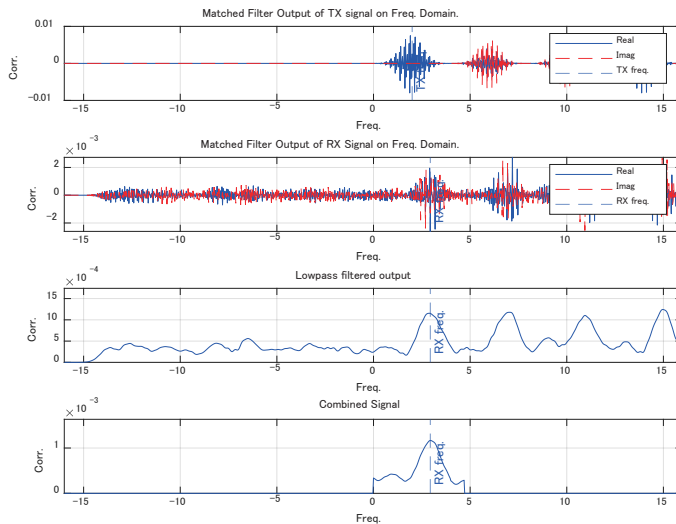 Matched Filter Output of TX signal on Freq. Domain.
0.01
0
-0.01
Corr.
TX freq.
Real
Imag
TX freq.
-15
-10
-5
0
5
10
15
Freq.
× 10 -3
Matched Filter Output of RX Signal on Freq. Domain.
2
0
-2
Corr.
RX freq.
Real
Imag
RX freq.
-15
-10
-5
0
5
10
15
Freq.
× 10 -4
Lowpass filtered output
15
10
5
0
Corr.
RX freq.
-15
-10
-5
0
5
10
15
Freq.
× 10 -3
Combined Signal
1
0
Corr.
RX freq.
-15
-10
-5
0
5
10
15
Freq.